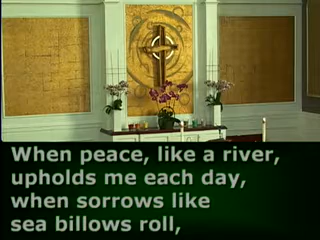 When peace, like a river,
upholds me each day,
when sorrows like
sea billows roll,